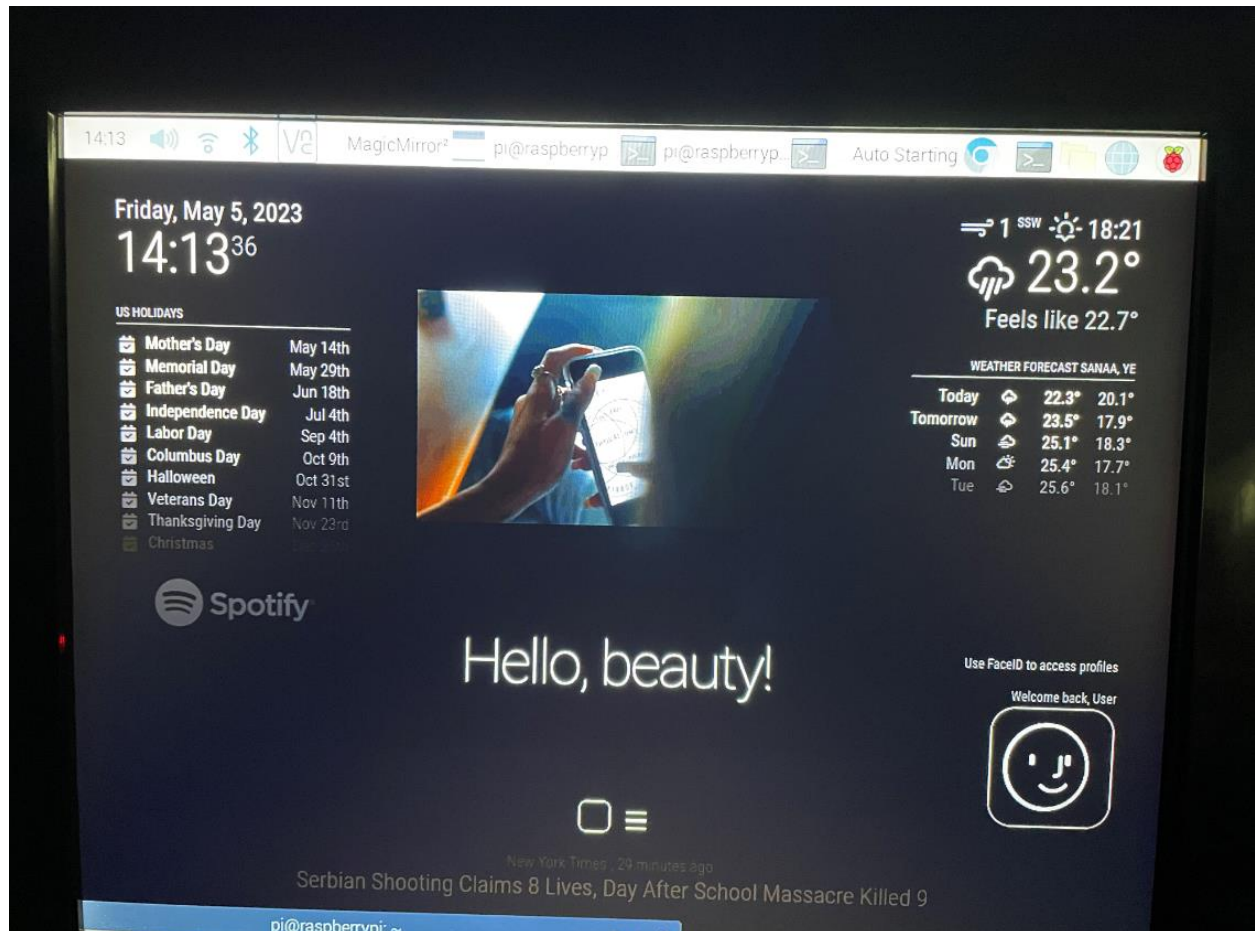 14:13 MagicMirror² pi@raspberryp pi@raspberryp... Auto Starting
Friday, May 5, 2023
14:13 36
US HOLIDAYS
Mother's Day May 14th
Memorial Day May 29th
Father's Day Jun 18th
Independence Day Jul 4th
Labor Day Sep 4th
Columbus Day Oct 9th
Halloween Oct 31st
Veterans Day Nov 11th
Thanksgiving Day Nov 23rd
Christmas
Spotify
1 SSW 18:21
23.2°
Feels like 22.7°
WEATHER FORECAST SANAA, YE
Today 22.3° 20.1°
Tomorrow 23.5° 17.9°
Sun 25.1° 18.3°
Mon 25.4° 17.7°
Tue 25.6° 18.1°
Hello, beauty!
Use FaceID to access profiles
Welcome back, User
New York Times , 29 minutes ago
Serbian Shooting Claims 8 Lives, Day After School Massacre Killed 9
pi@raspberrypi: ~